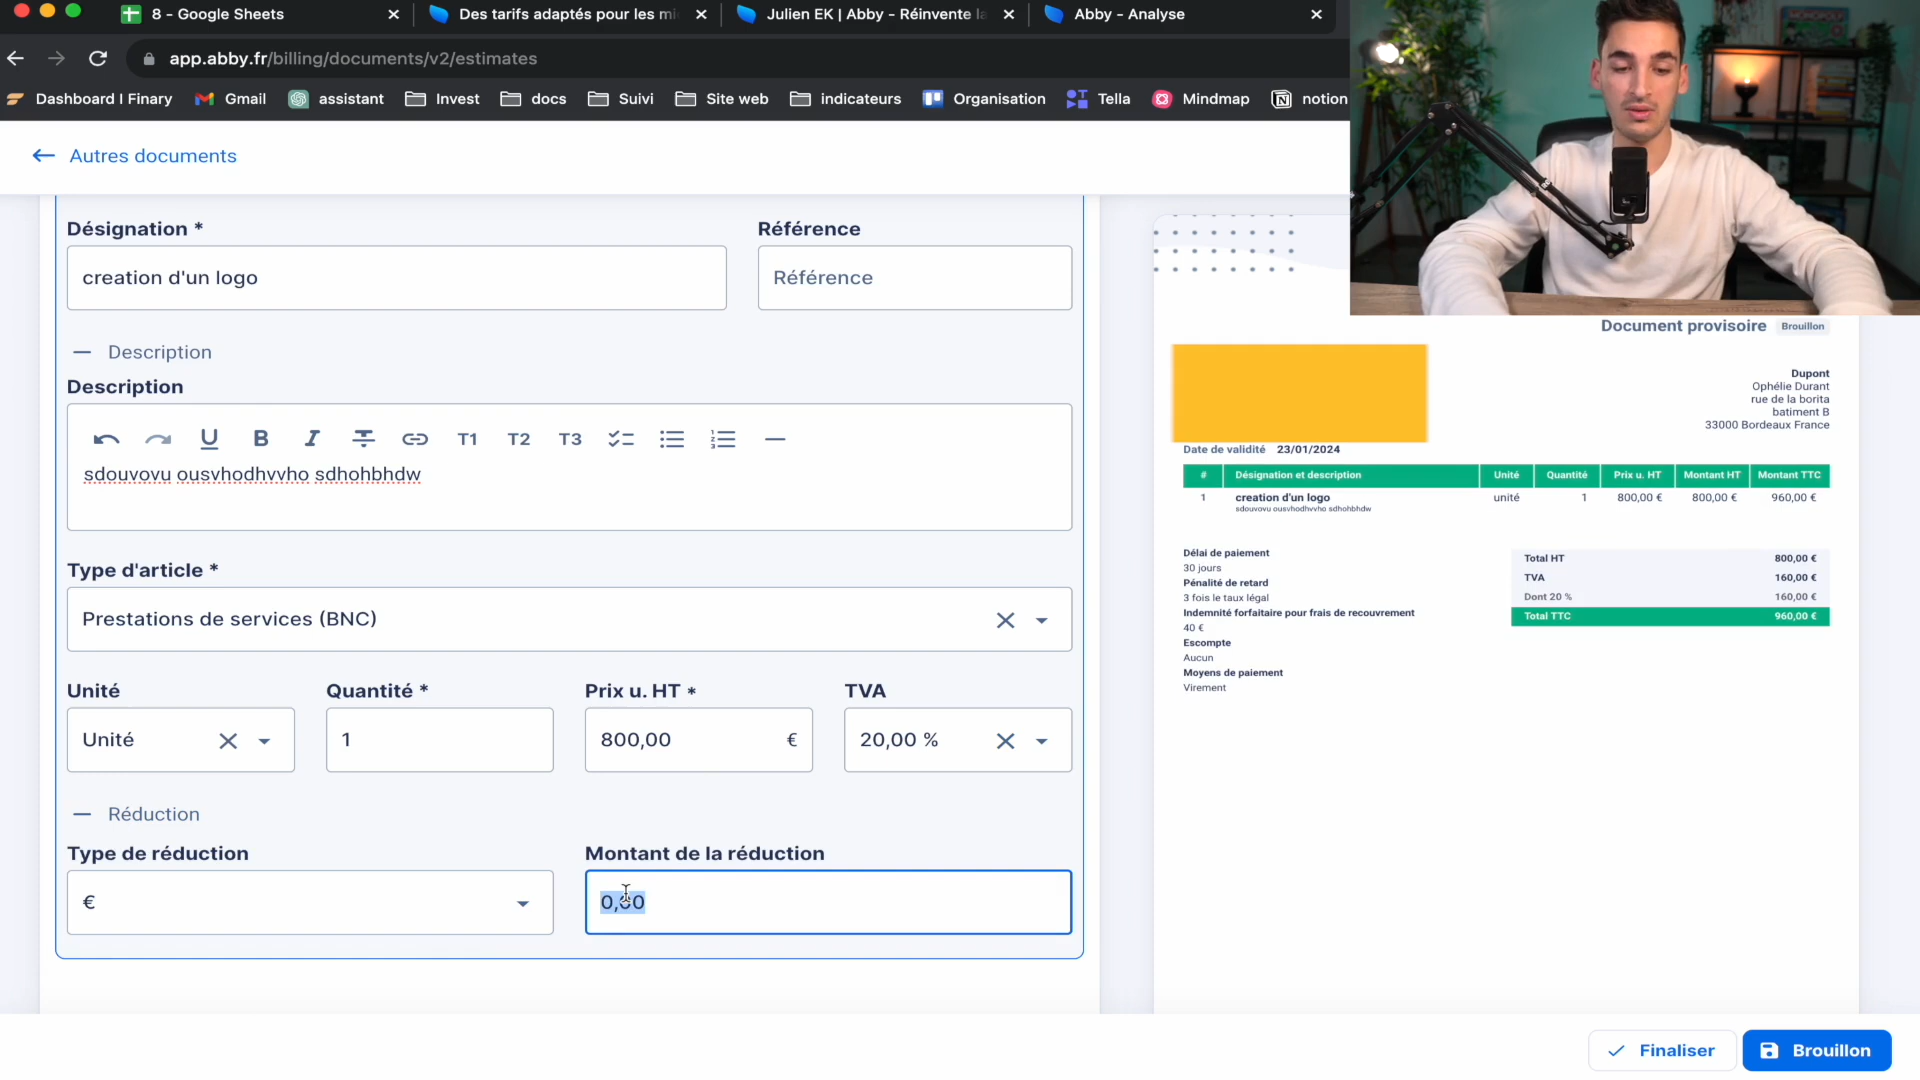 8 - Google Sheets
Des tarifs adaptés pour les mi
Julien EK | Abby - Réinvente la
Abby - Analyse
app.abby.fr/billing/documents/v2/estimates
Dashboard I Finary
Gmail
assistant
Invest
docs
Suivi
Site web
indicateurs
Organisation
Tella
Mindmap
notion
Autres documents
Désignation *
Référence
creation d'un logo
Référence
Description
Description
T1 T2 T3
sdouvovu ousvhodhvvho sdhohbhdw
Type d'article *
Prestations de services (BNC)
Unité
Quantité *
Prix u. HT *
TVA
Unité
1
800,00 €
20,00 %
Réduction
Type de réduction
Montant de la réduction
€
0,00
Document provisoire Brouillon
Dupont
Ophélie Durant
rue de la borita
batiment B
33000 Bordeaux France
Date de validité 23/01/2024
# Désignation et description Unité Quantité Prix u. HT Montant HT Montant TTC
1 creation d'un logo unité 1 800,00 € 800,00 € 960,00 €
sdouvovu ousvhodhvvho sdhohbhdw
Délai de paiement
30 jours
Pénalité de retard
3 fois le taux légal
Indemnité forfaitaire pour frais de recouvrement
40 €
Escompte
Aucun
Moyens de paiement
Virement
Total HT 800,00 €
TVA 160,00 €
Dont 20 % 160,00 €
Total TTC 960,00 €
Finaliser
Brouillon